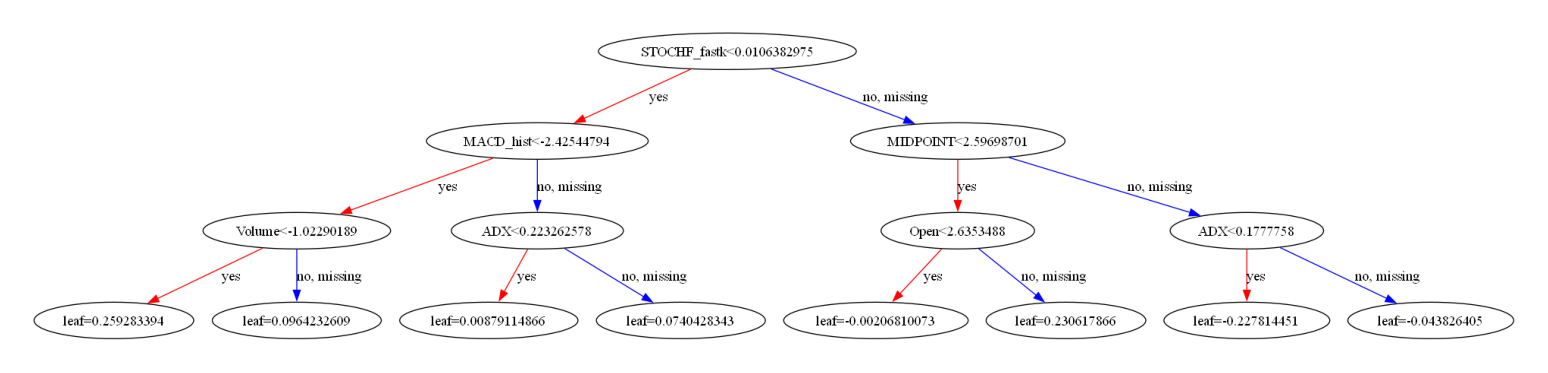 STOCHF_fastk<0.0106382975
yes
no, missing
MACD_hist<-2.42544794
MIDPOINT<2.59698701
yes
no, missing
yes
no, missing
Volume<-1.02290189
ADX<0.223262578
Open<2.6353488
ADX<0.1777758
yes
no, missing
yes
no, missing
yes
no, missing
yes
no, missing
leaf=0.259283394
leaf=0.0964232609
leaf=0.00879114866
leaf=0.0740428343
leaf=-0.00206810073
leaf=0.230617866
leaf=-0.227814451
leaf=-0.043826405